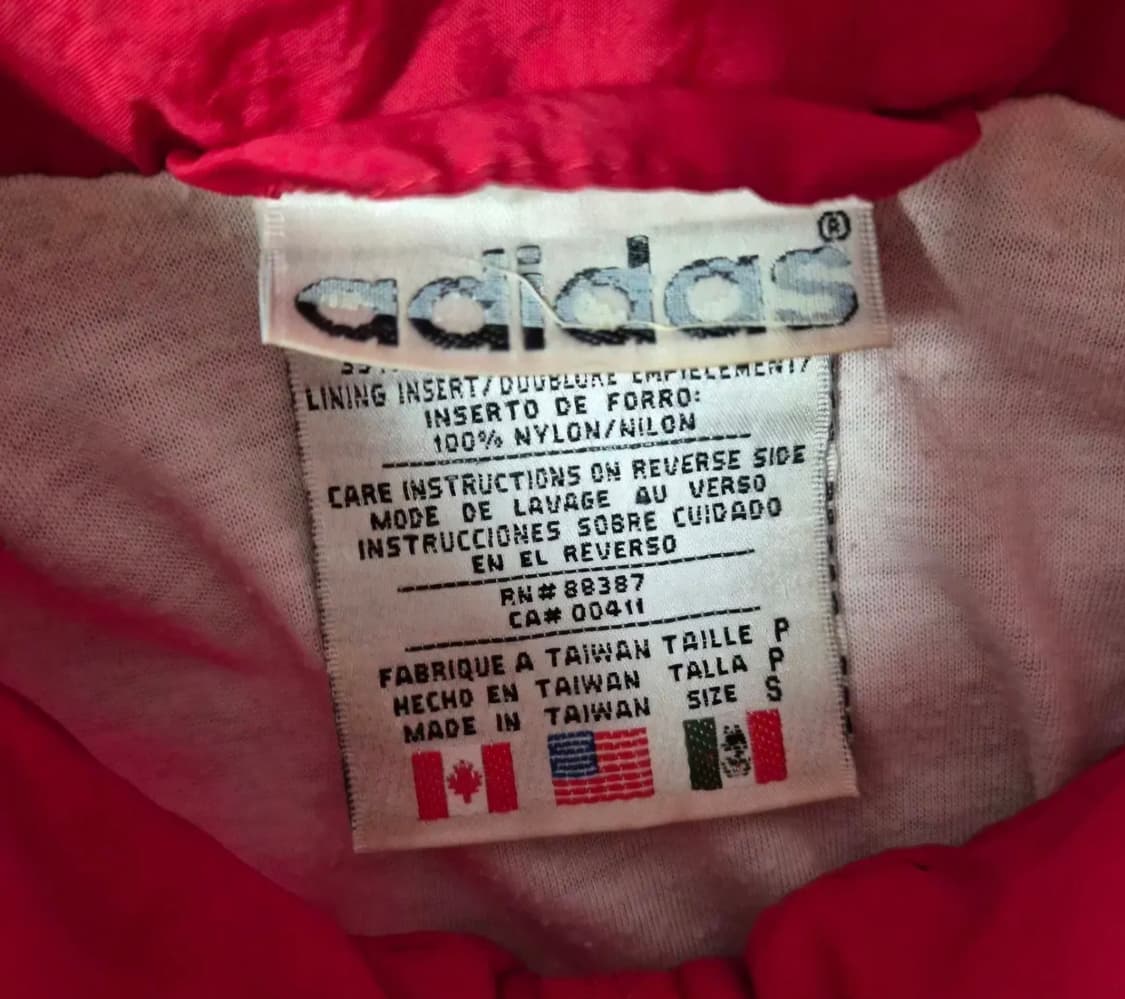 adidas®
LINING INSERT/DOUBLURE EMPIECEMENT/
INSERTO DE FORRO:
100% NYLON/NILON
CARE INSTRUCTIONS ON REVERSE SIDE
MODE DE LAVAGE AU VERSO
INSTRUCCIONES SOBRE CUIDADO
EN EL REVERSO
RN# 88387
CA# 00411
FABRIQUE A TAIWAN TAILLE P
HECHO EN TAIWAN TALLA P
MADE IN TAIWAN SIZE S